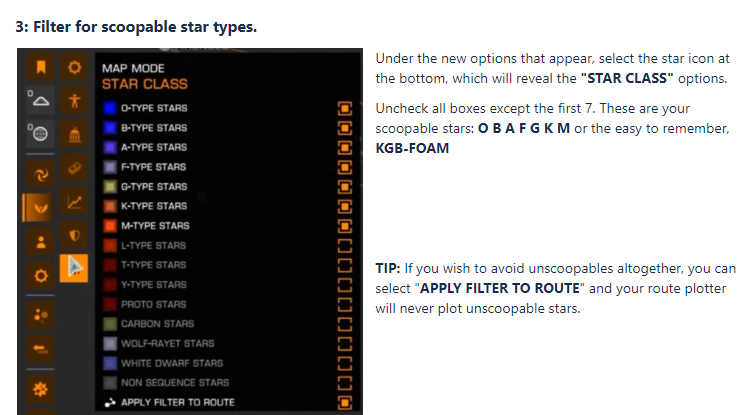 3: Filter for scoopable star types.
MAP MODE
STAR CLASS
O-TYPE STARS
B-TYPE STARS
A-TYPE STARS
F-TYPE STARS
G-TYPE STARS
K-TYPE STARS
M-TYPE STARS
L-TYPE STARS
T-TYPE STARS
Y-TYPE STARS
PROTO STARS
CARBON STARS
WOLF-RAYET STARS
WHITE DWARF STARS
NON SEQUENCE STARS
APPLY FILTER TO ROUTE
Under the new options that appear, select the star icon at
the bottom, which will reveal the "STAR CLASS" options.
Uncheck all boxes except the first 7. These are your
scoopable stars: O B A F G K M or the easy to remember,
KGB-FOAM
TIP: If you wish to avoid unscoopables altogether, you can
select "APPLY FILTER TO ROUTE" and your route plotter
will never plot unscoopable stars.